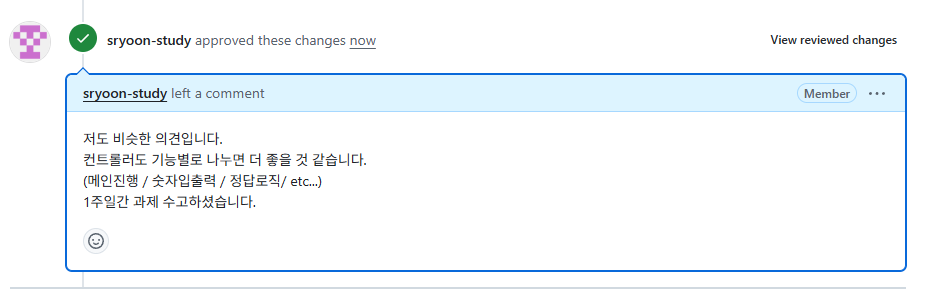 sryoon-study approved these changes now
View reviewed changes
sryoon-study left a comment
Member
저도 비슷한 의견입니다.
컨트롤러도 기능별로 나누면 더 좋을 것 같습니다.
(메인진행 / 숫자입출력 / 정답로직/ etc...)
1주일간 과제 수고하셨습니다.